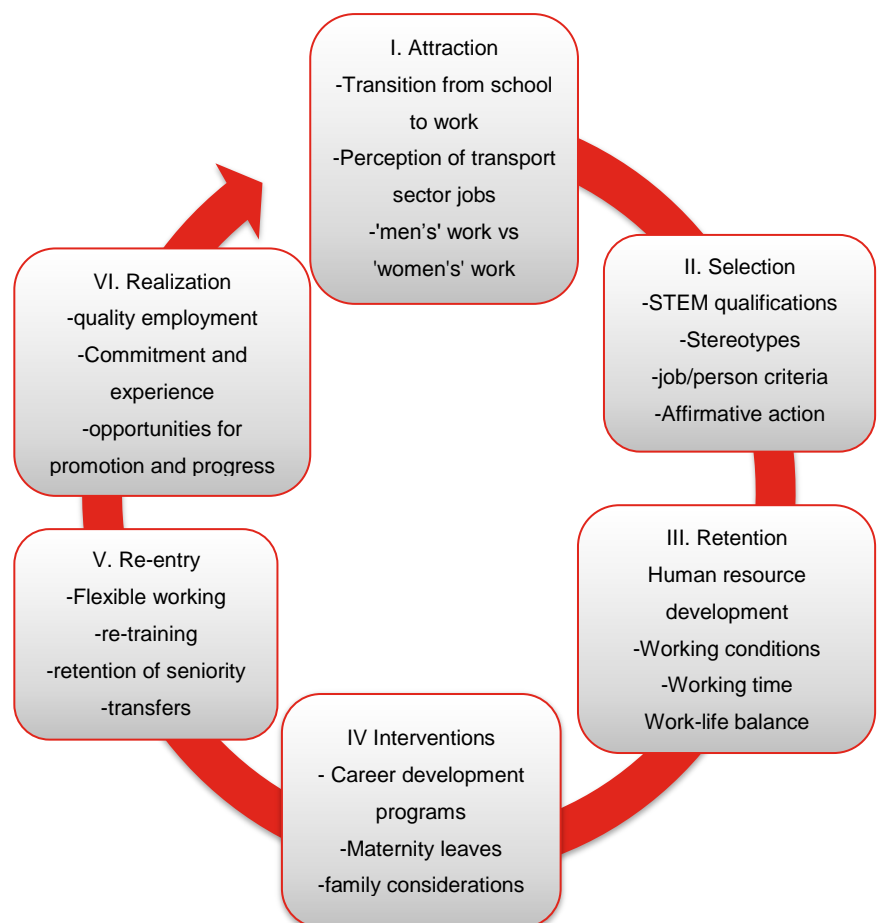 I. Attraction
-Transition from school
to work
-Perception of transport
sector jobs
-'men’s' work vs
'women's' work
II. Selection
-STEM qualifications
-Stereotypes
-job/person criteria
-Affirmative action
III. Retention
Human resource
development
-Working conditions
-Working time
Work-life balance
IV Interventions
- Career development
programs
-Maternity leaves
-family considerations
V. Re-entry
-Flexible working
-re-training
-retention of seniority
-transfers
VI. Realization
-quality employment
-Commitment and
experience
-opportunities for
promotion and progress